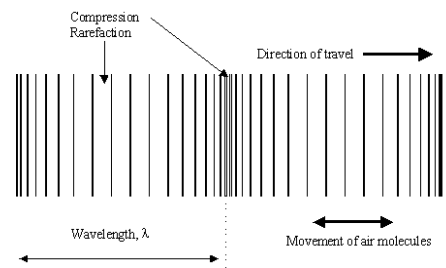 Compression
Rarefaction
Direction of travel
Wavelength, λ
Movement of air molecules